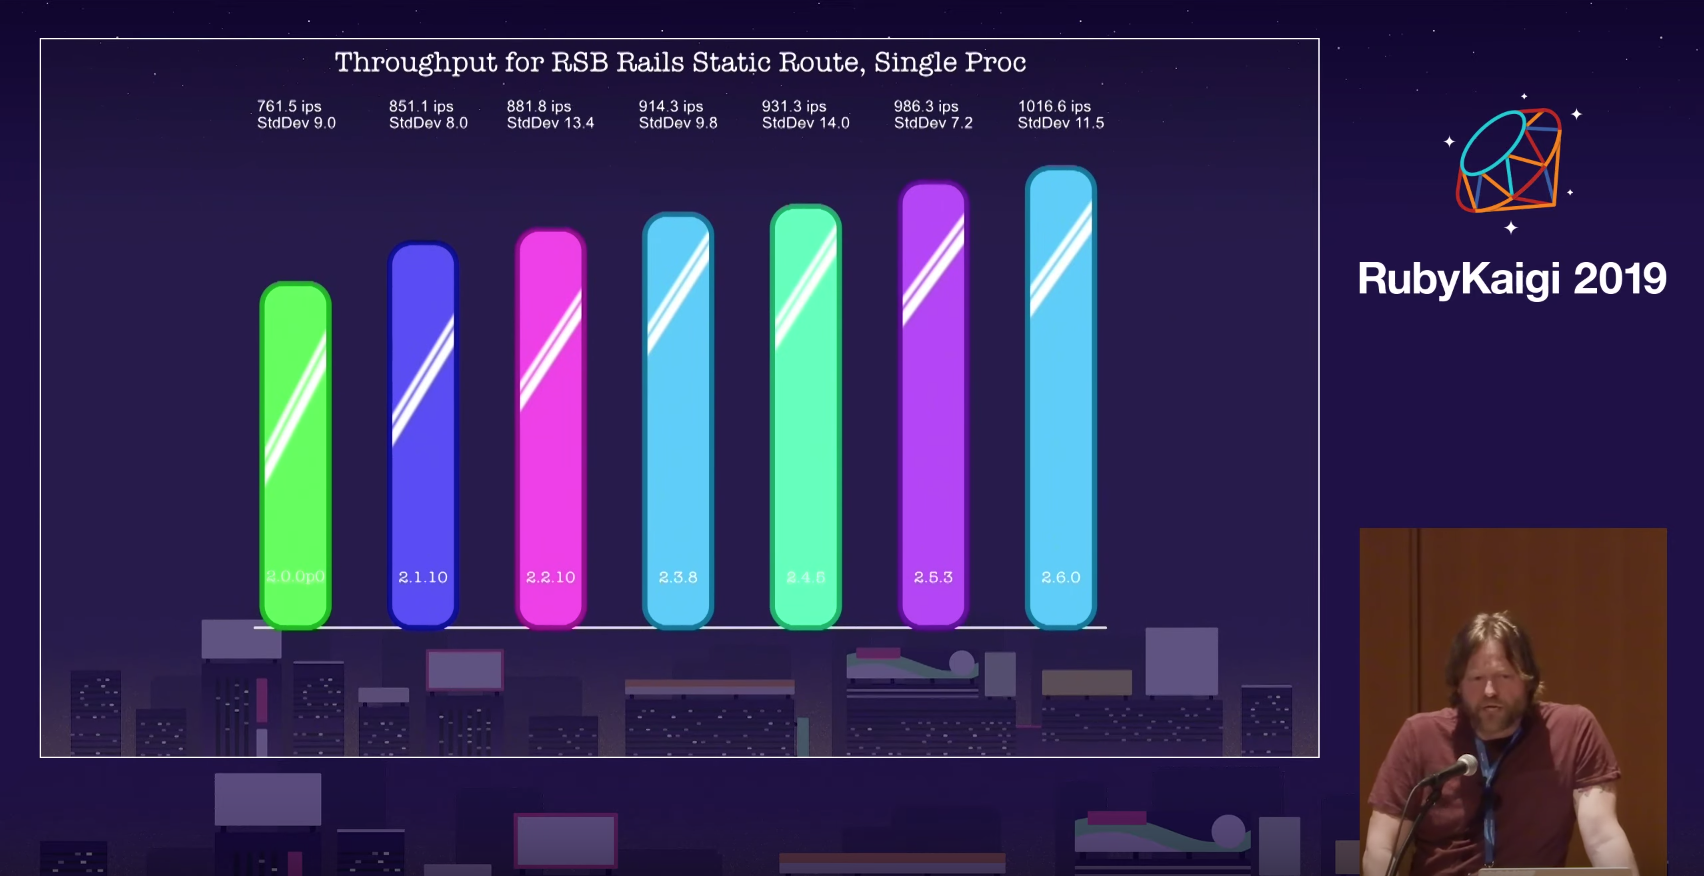 Throughput for RSB Rails Static Route, Single Proc
761.5 ips
StdDev 9.0
851.1 ips
StdDev 8.0
881.8 ips
StdDev 13.4
914.3 ips
StdDev 9.8
931.3 ips
StdDev 14.0
986.3 ips
StdDev 7.2
1016.6 ips
StdDev 11.5
2.0.0p0
2.1.10
2.2.10
2.3.8
2.5.3
2.6.0
RubyKaigi 2019